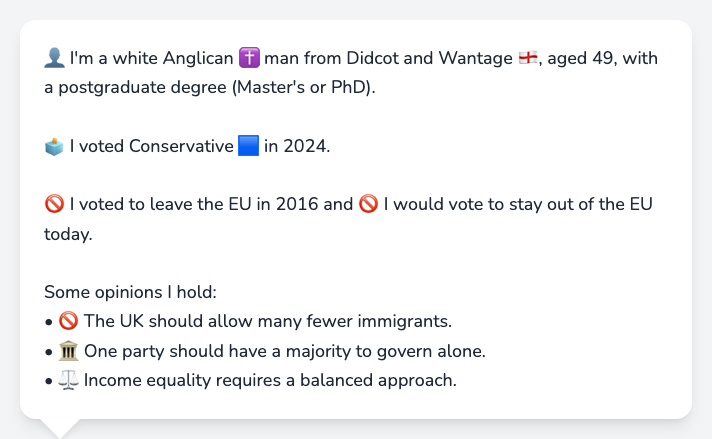 👤 I'm a white Anglican ✝️ man from Didcot and Wantage 🏴󠁧󠁢󠁥󠁮󠁧󠁿, aged 49, with
a postgraduate degree (Master's or PhD).
🗳️ I voted Conservative 🟦 in 2024.
🚫 I voted to leave the EU in 2016 and 🚫 I would vote to stay out of the EU
today.
Some opinions I hold:
• 🚫 The UK should allow many fewer immigrants.
• 🏛️ One party should have a majority to govern alone.
• ⚖️ Income equality requires a balanced approach.